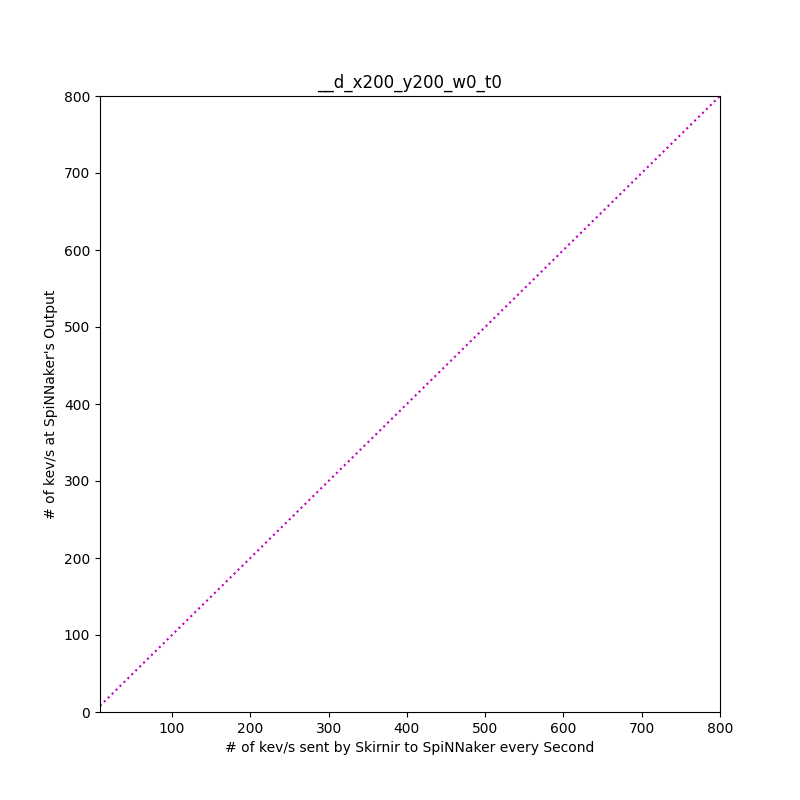 __d_x200_y200_w0_t0
800
700
600
500
400
300
200
100
0
# of kev/s at SpiNNaker's Output
100 200 300 400 500 600 700 800
# of kev/s sent by Skirnir to SpiNNaker every Second